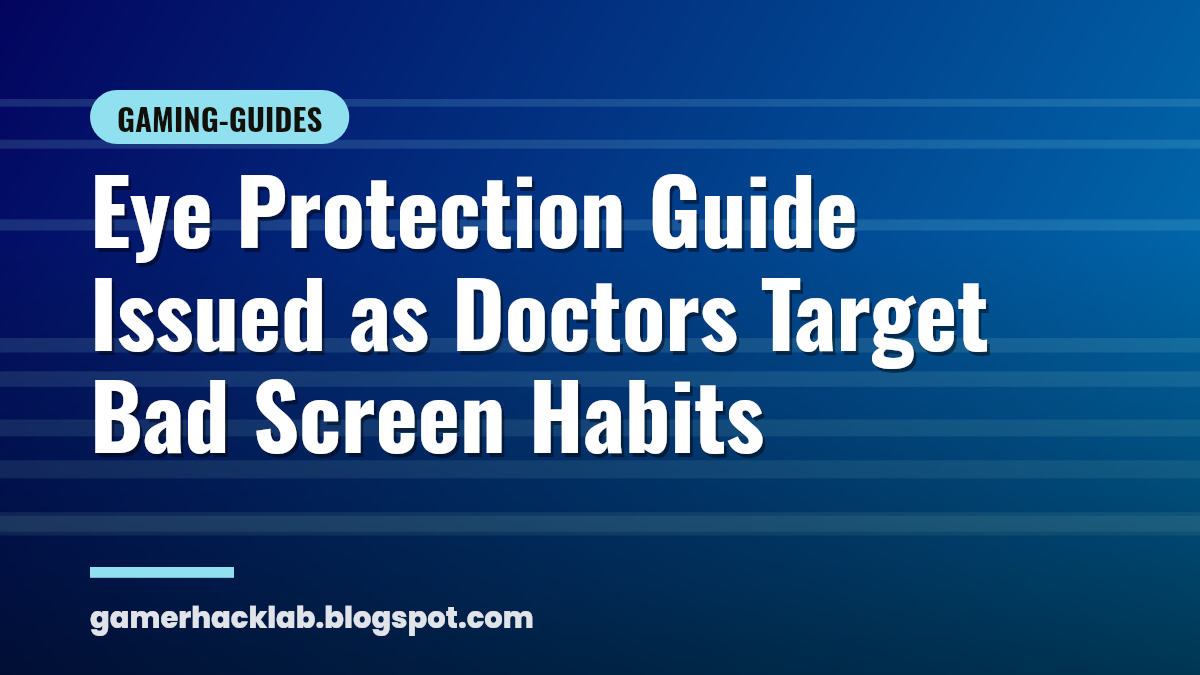 GAMING-GUIDES
Eye Protection Guide
Issued as Doctors Target
Bad Screen Habits
gamerhacklab.blogspot.com